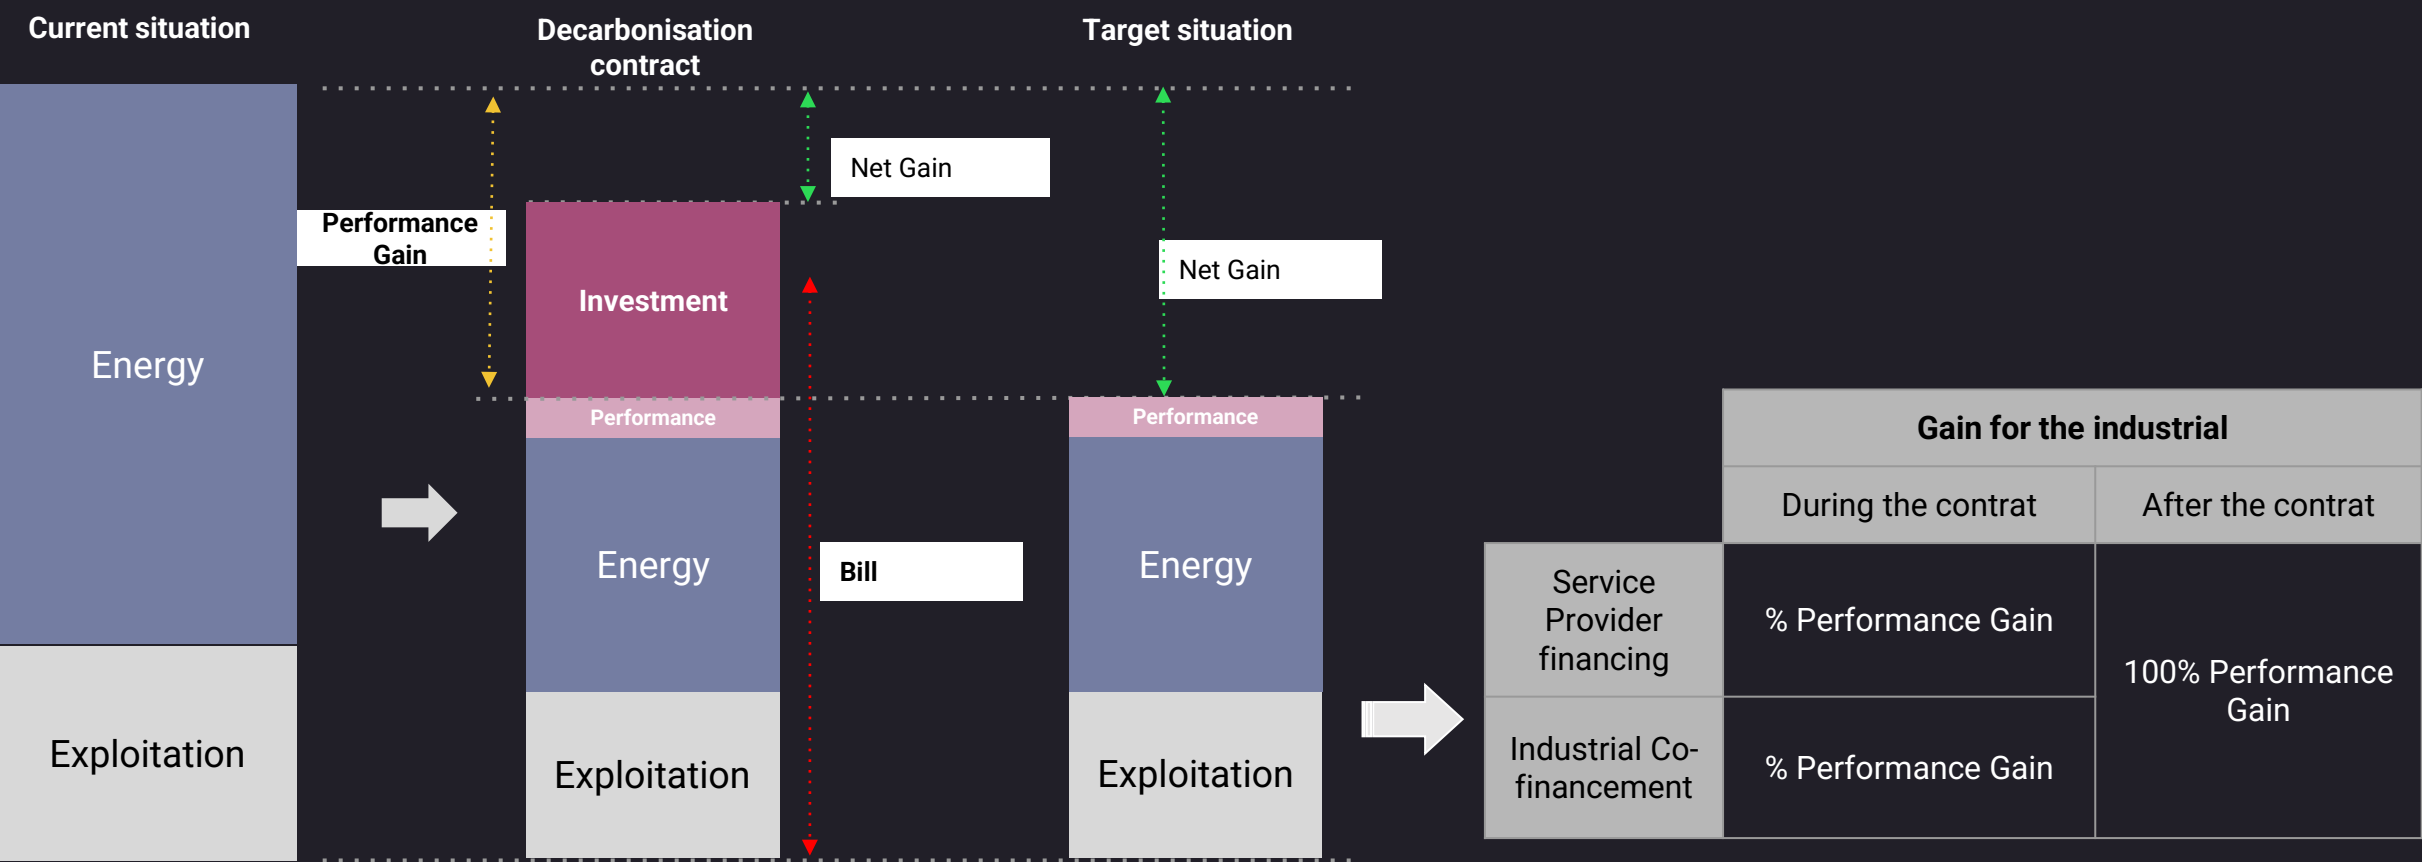 Current situation
Decarbonisation
contract
Target situation
Net Gain
Performance
Gain
Net Gain
Investment
Energy
Performance
Performance
Gain for the industrial
During the contrat
After the contrat
Energy
Energy
Bill
Service
Provider
financing
% Performance Gain
100% Performance
Gain
Exploitation
Exploitation
Exploitation
Industrial Co-
financement
% Performance Gain